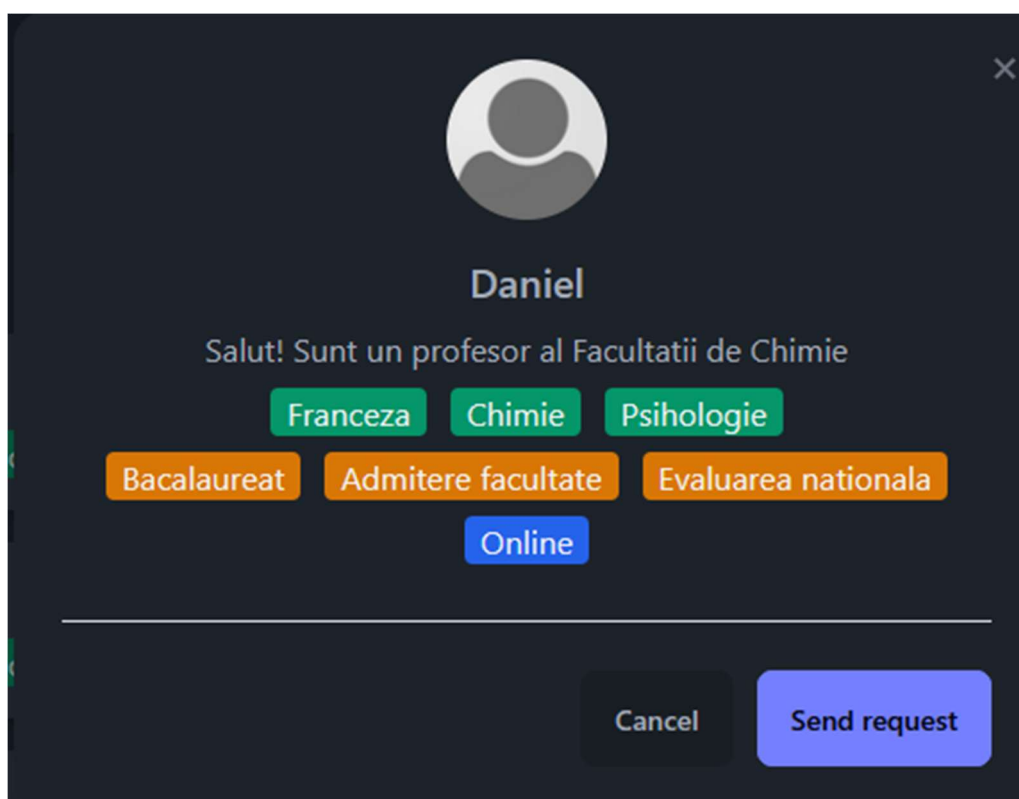 ×
Daniel
Salut! Sunt un profesor al Facultatii de Chimie
Franceza Chimie Psihologie
Bacalaureat Admitere facultate Evaluarea nationala
Online
Cancel Send request